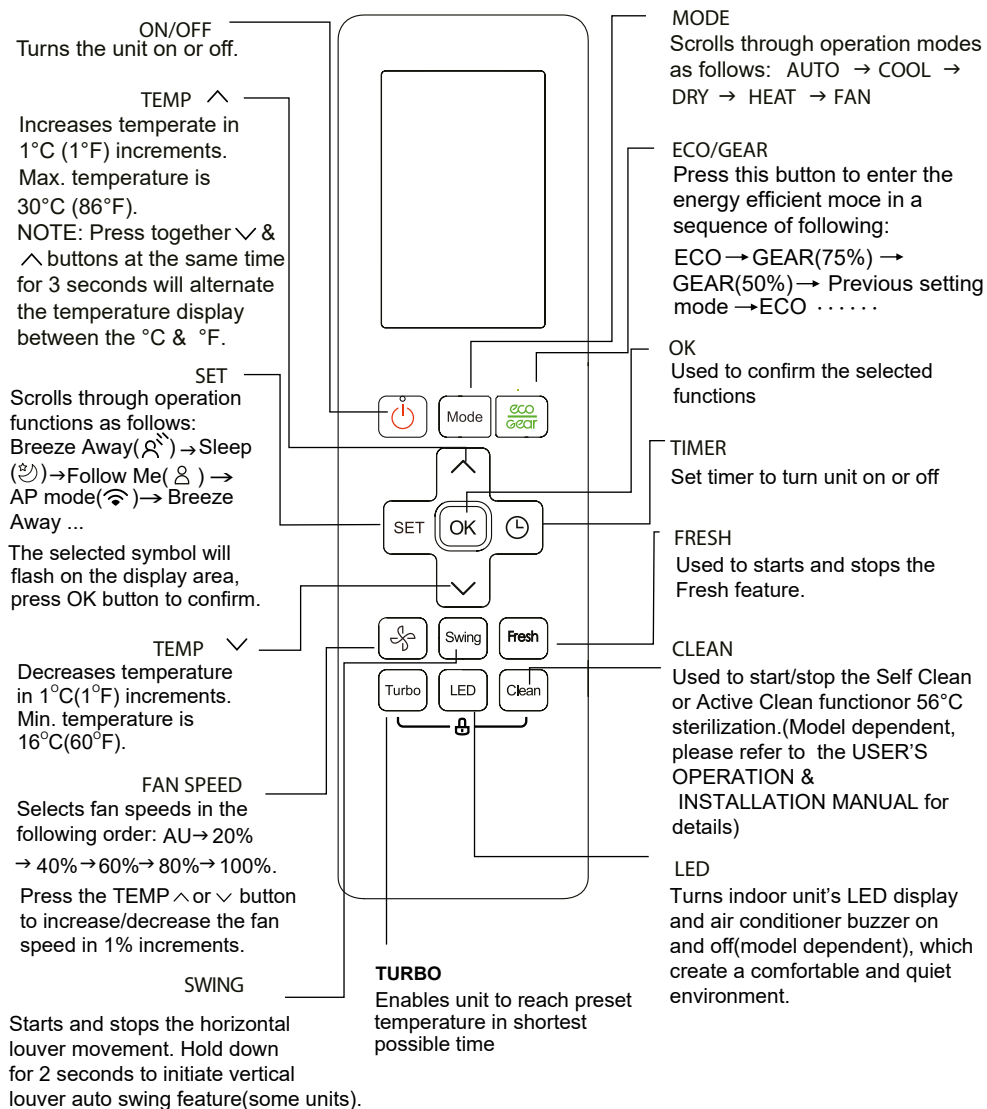 ON/OFF
Turns the unit on or off.
TEMP ︿
Increases temperate in
1°C (1°F) increments.
Max. temperature is
30°C (86°F).
NOTE: Press together ﹀ &
︿ buttons at the same time
for 3 seconds will alternate
the temperature display
between the °C & °F.
SET
Scrolls through operation
functions as follows:
Breeze Away( ) → Sleep
( ) → Follow Me( ) →
AP mode( ) → Breeze
Away ...
The selected symbol will
flash on the display area,
press OK button to confirm.
TEMP ﹀
Decreases temperature
in 1°C(1°F) increments.
Min. temperature is
16°C(60°F).
FAN SPEED
Selects fan speeds in the
following order: AU→ 20%
→ 40% → 60% → 80% → 100%.
Press the TEMP ︿ or ﹀ button
to increase/decrease the fan
speed in 1% increments.
SWING
Starts and stops the horizontal
louver movement. Hold down
for 2 seconds to initiate vertical
louver auto swing feature(some units).
Mode
eco
Gear
SET
OK
Swing
Fresh
Turbo
LED
Clean
TURBO
Enables unit to reach preset
temperature in shortest
possible time
MODE
Scrolls through operation modes
as follows: AUTO → COOL →
DRY → HEAT → FAN
ECO/GEAR
Press this button to enter the
energy efficient moce in a
sequence of following:
ECO → GEAR(75%) →
GEAR(50%) → Previous setting
mode → ECO ······
OK
Used to confirm the selected
functions
TIMER
Set timer to turn unit on or off
FRESH
Used to starts and stops the
Fresh feature.
CLEAN
Used to start/stop the Self Clean
or Active Clean functionor 56°C
sterilization.(Model dependent,
please refer to the USER'S
OPERATION &
INSTALLATION MANUAL for
details)
LED
Turns indoor unit's LED display
and air conditioner buzzer on
and off(model dependent), which
create a comfortable and quiet
environment.